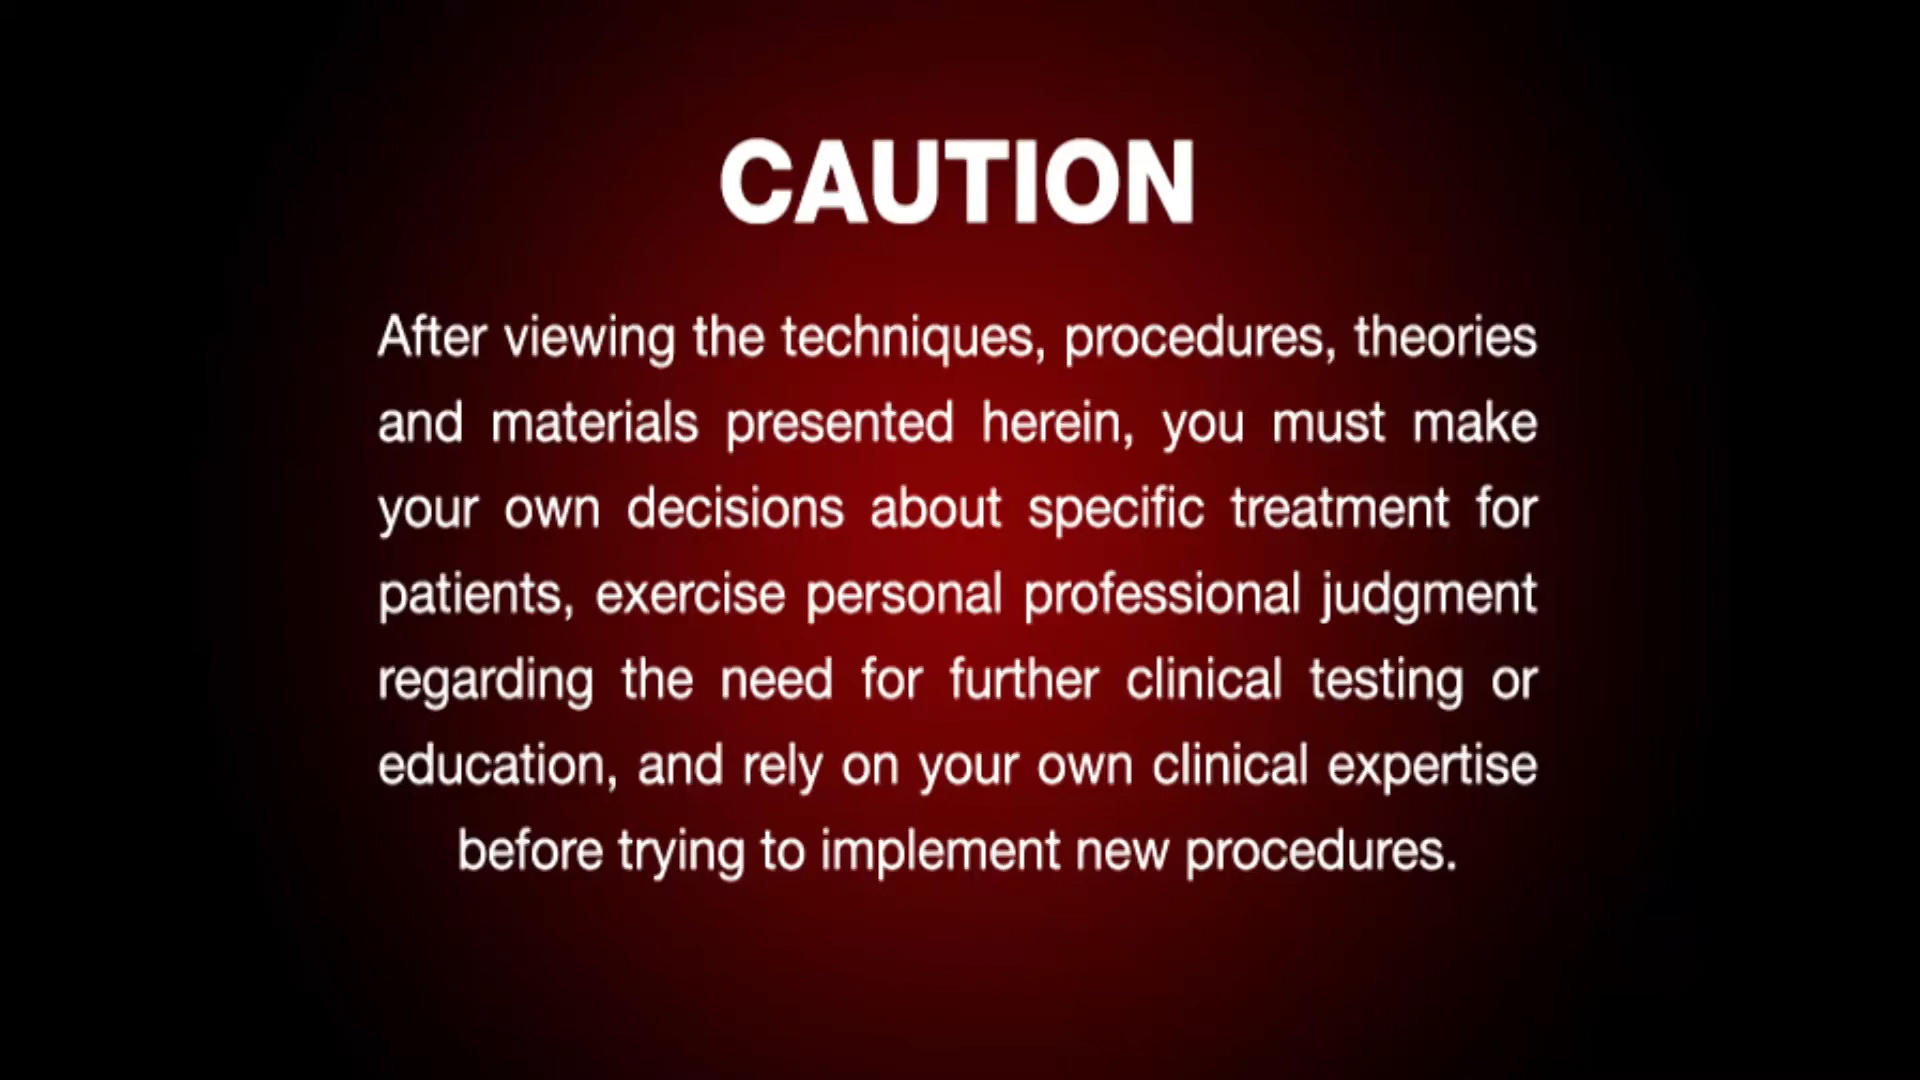 CAUTION
After viewing the techniques, procedures, theories
and materials presented herein, you must make
your own decisions about specific treatment for
patients, exercise personal professional judgment
regarding the need for further clinical testing or
education, and rely on your own clinical expertise
before trying to implement new procedures.